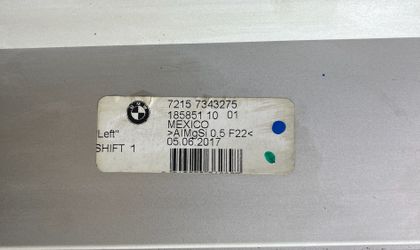 7215 7343275
185851 10 01
MEXICO
Left" >AlMgSi 0,5 F22<
SHIFT 1 05.06.2017